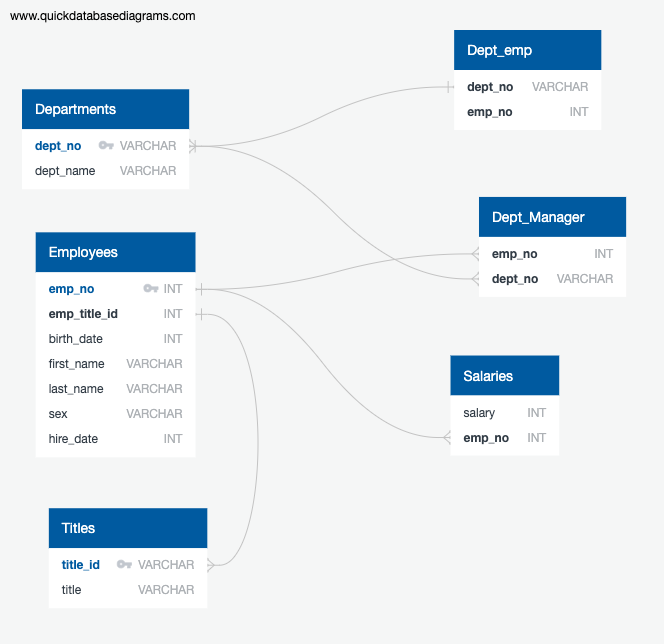 www.quickdatabasediagrams.com
Dept_emp
dept_no VARCHAR
emp_no INT
Departments
dept_no VARCHAR
dept_name VARCHAR
Dept_Manager
emp_no INT
dept_no VARCHAR
Employees
emp_no INT
emp_title_id INT
birth_date INT
first_name VARCHAR
last_name VARCHAR
sex VARCHAR
hire_date INT
Salaries
salary INT
emp_no INT
Titles
title_id VARCHAR
title VARCHAR